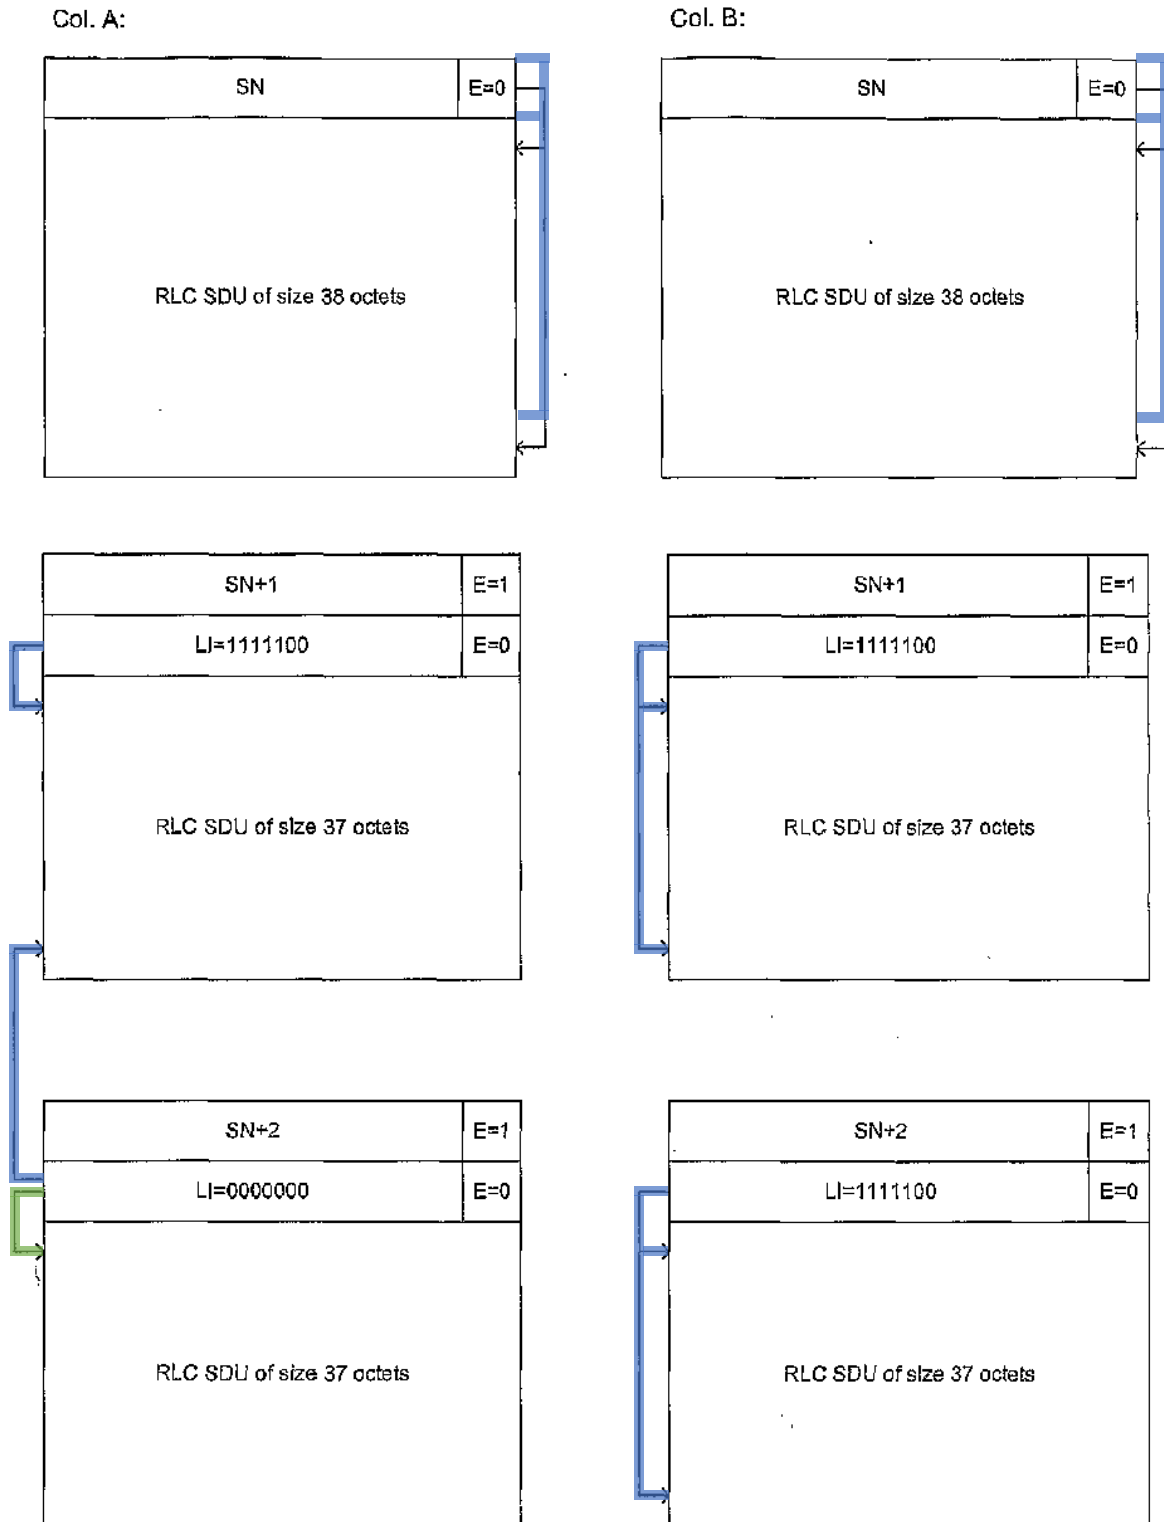 Col. A:
SN E=0
RLC SDU of size 38 octets
SN+1 E=1
LI=1111100 E=0
RLC SDU of size 37 octets
SN+2 E=1
LI=0000000 E=0
RLC SDU of size 37 octets
Col. B:
SN E=0
RLC SDU of size 38 octets
SN+1 E=1
LI=1111100 E=0
RLC SDU of size 37 octets
SN+2 E=1
LI=1111100 E=0
RLC SDU of size 37 octets